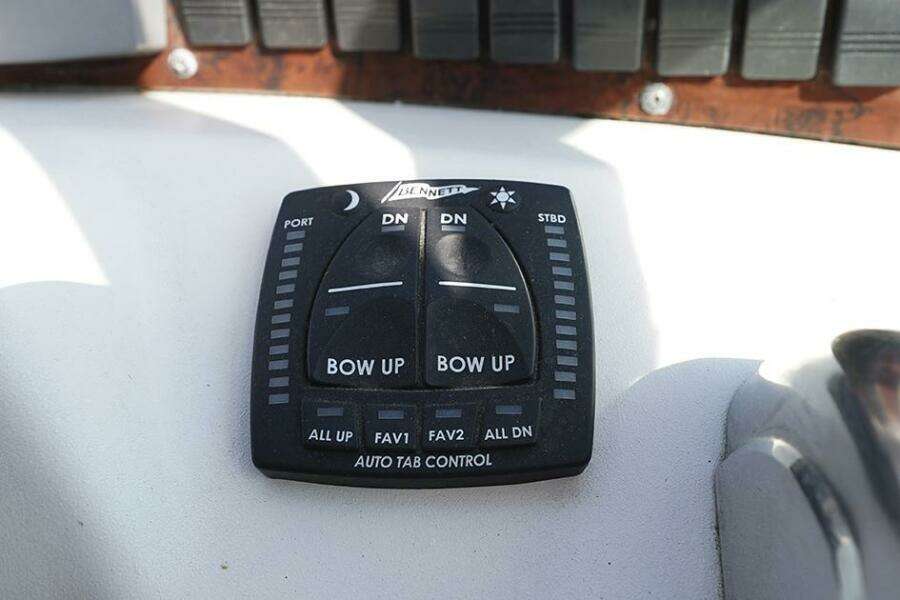 BENNETT
PORT DN DN STBD
BOW UP BOW UP
ALL UP FAV1 FAV2 ALL DN
AUTO TAB CONTROL